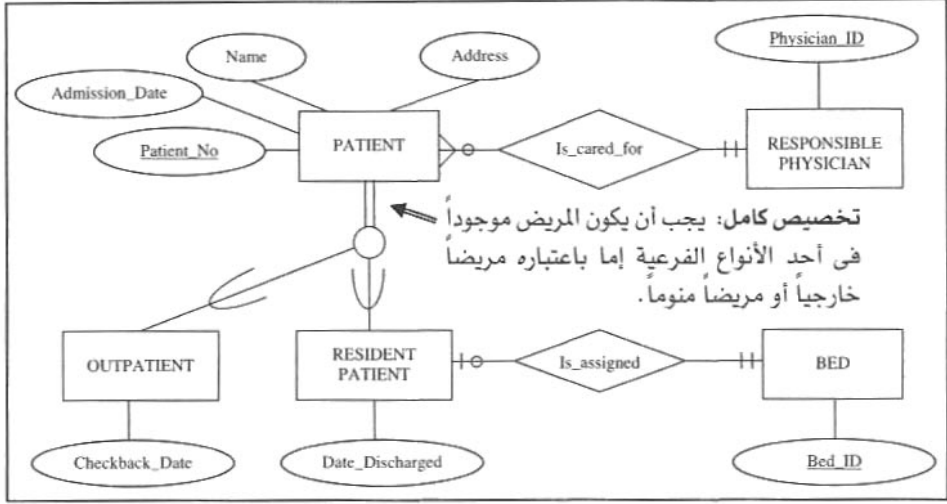 Name
Address
Physician_ID
Admission_Date
Patient_No
PATIENT
Is_cared_for
RESPONSIBLE
PHYSICIAN
تخصيص كامل: يجب أن يكون المريض موجوداً
فى أحد الأنواع الفرعية إما باعتباره مريضاً
خارجياً أو مريضاً منوماً.
OUTPATIENT
RESIDENT
PATIENT
Is_assigned
BED
Checkback_Date
Date_Discharged
Bed_ID